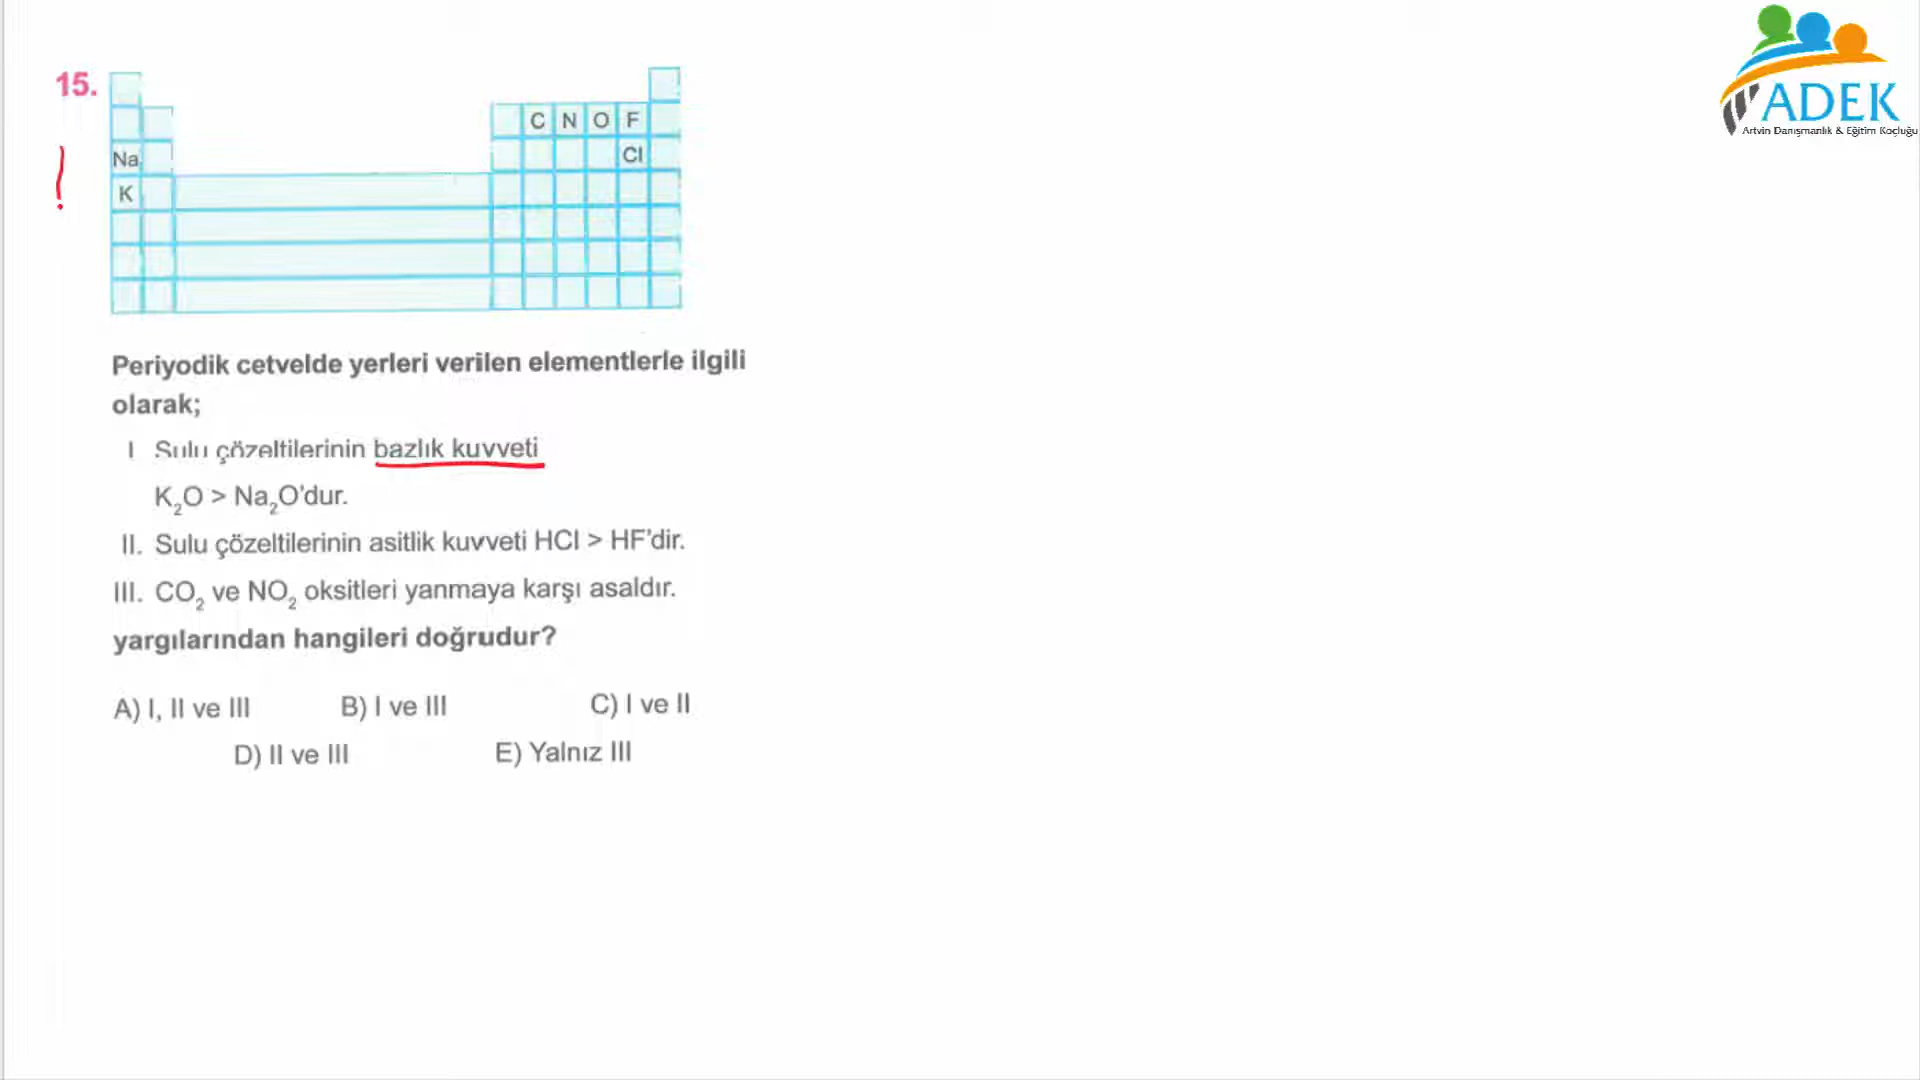 ADEK
Artvin Danışmanlık & Eğitim Koçluğu
15.
C N O F
Na Cl
K
Periyodik cetvelde yerleri verilen elementlerle ilgili
olarak;
I Sulu çözeltilerinin bazlık kuvveti
K₂O > Na₂O'dur.
II. Sulu çözeltilerinin asitlik kuvveti HCl > HF'dir.
III. CO₂ ve NO₂ oksitleri yanmaya karşı asaldır.
yargılarından hangileri doğrudur?
A) I, II ve III B) I ve III C) I ve II
D) II ve III E) Yalnız III